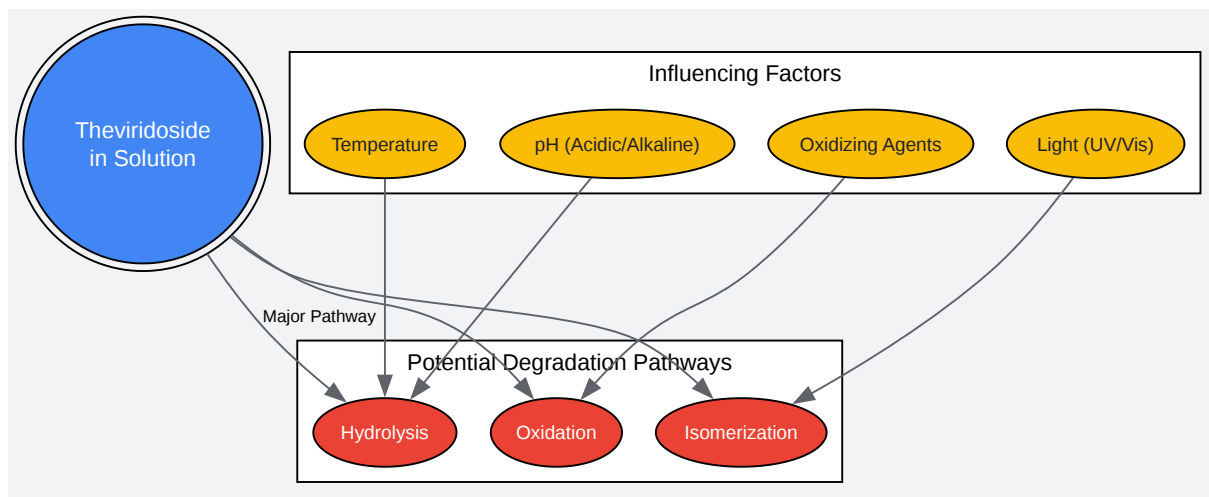 Theviridoside
in Solution
Influencing Factors
Temperature
pH (Acidic/Alkaline)
Oxidizing Agents
Light (UV/Vis)
Major Pathway
Potential Degradation Pathways
Hydrolysis
Oxidation
Isomerization